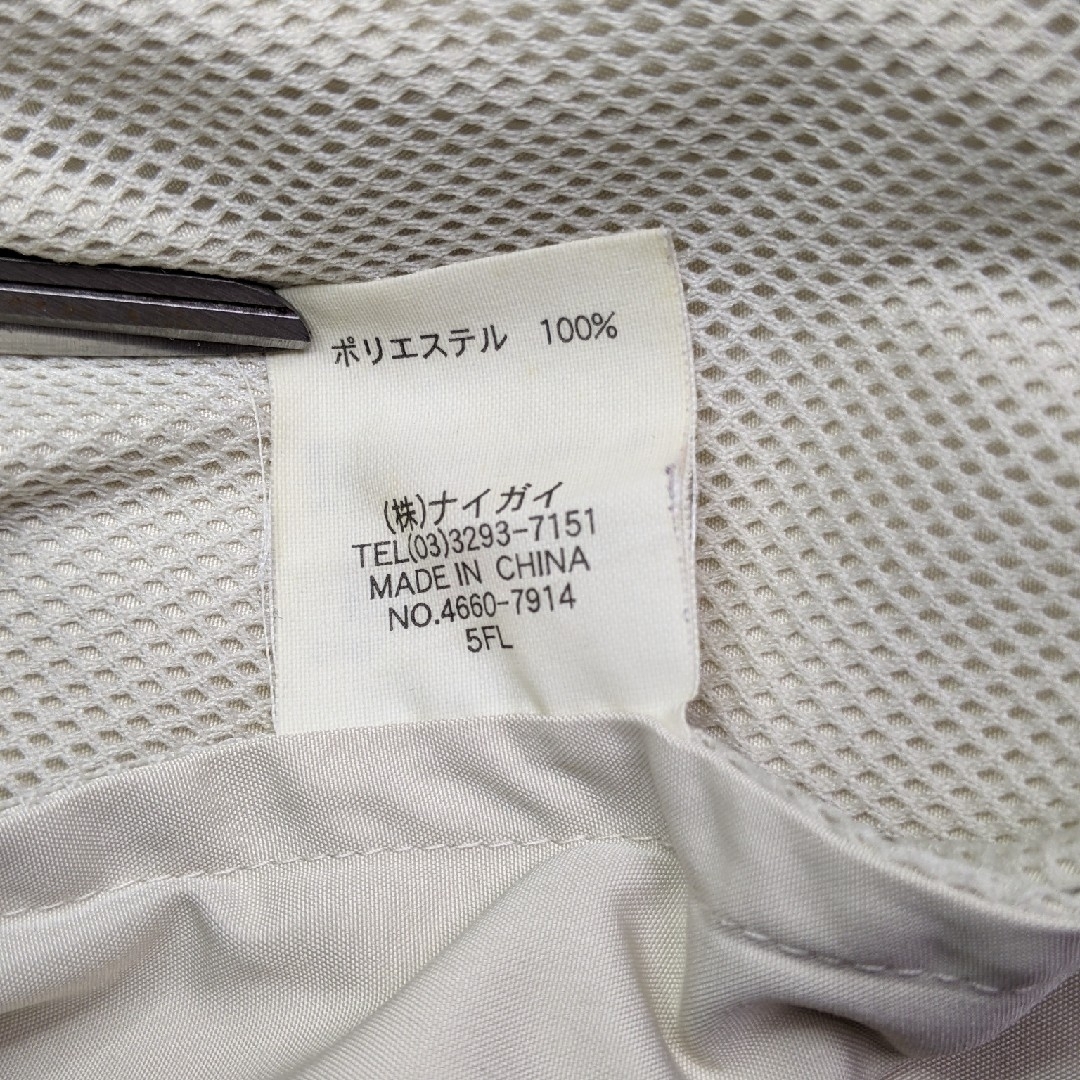 ポリエステル 100%
(株)ナイガイ
TEL(03)3293-7151
MADE IN CHINA
NO.4660-7914
5FL